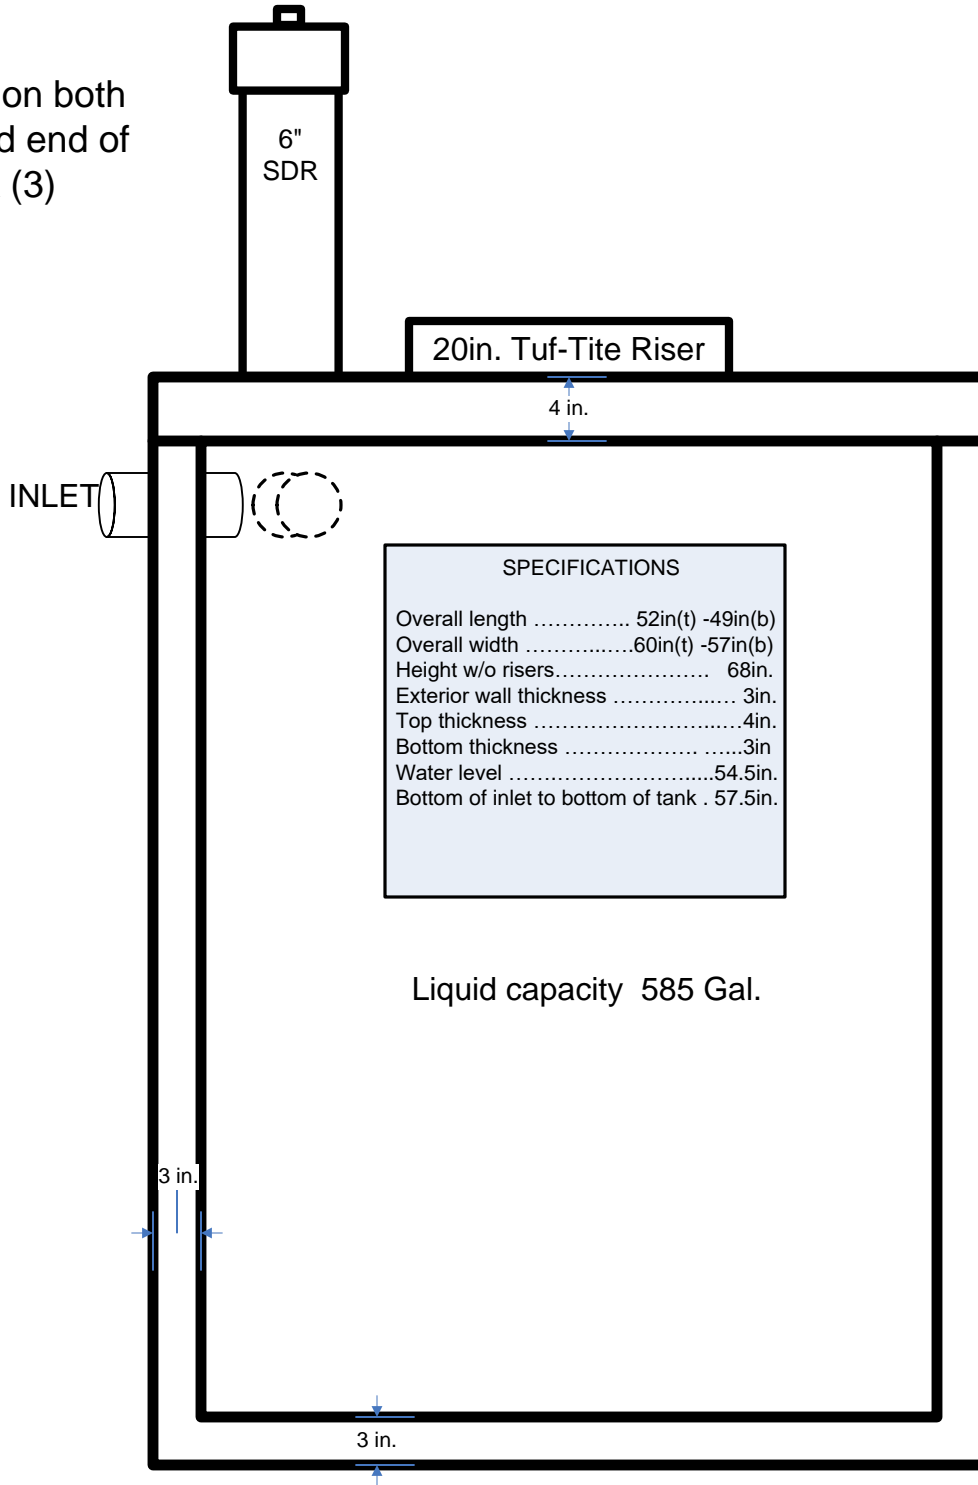 on both
d end of
(3)
6"
SDR
20in. Tuf-Tite Riser
4 in.
INLET
SPECIFICATIONS
Overall length ………….. 52in(t) -49in(b)
Overall width ………...….60in(t) -57in(b)
Height w/o risers…………………. 68in.
Exterior wall thickness …………...… 3in.
Top thickness ……………………...…4in.
Bottom thickness ………………. …...3in
Water level …….……………….....54.5in.
Bottom of inlet to bottom of tank . 57.5in.
Liquid capacity 585 Gal.
3 in.
3 in.